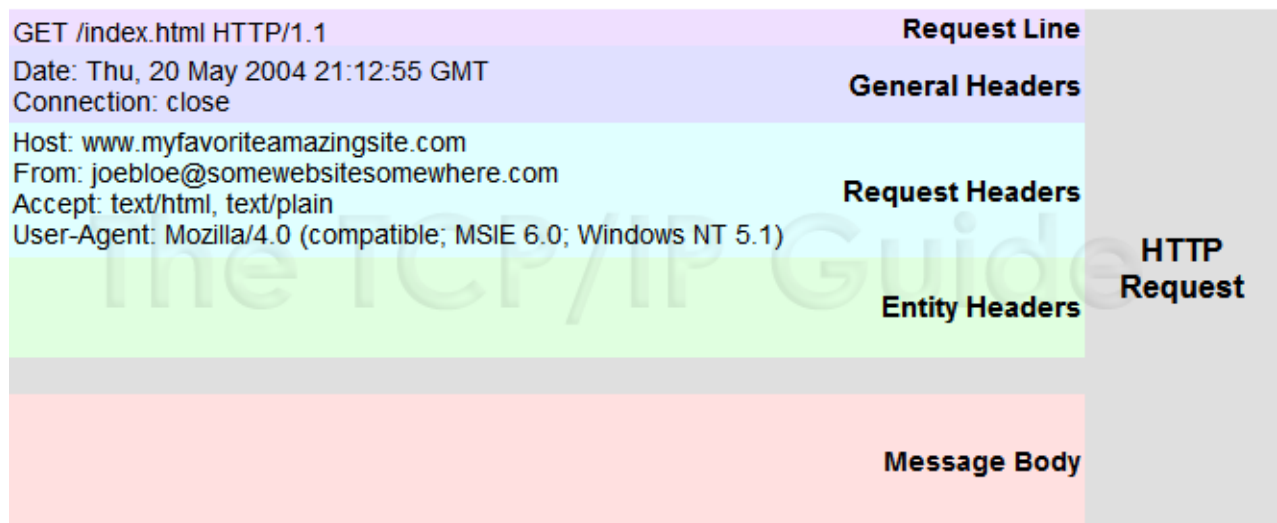 GET /index.html HTTP/1.1
Request Line
Date: Thu, 20 May 2004 21:12:55 GMT
Connection: close
General Headers
Host: www.myfavoriteamazingsite.com
From: joebloe@somewebsitesomewhere.com
Accept: text/html, text/plain
User-Agent: Mozilla/4.0 (compatible; MSIE 6.0; Windows NT 5.1)
Request Headers
The TCP/IP Guide
Entity Headers
Message Body
HTTP
Request